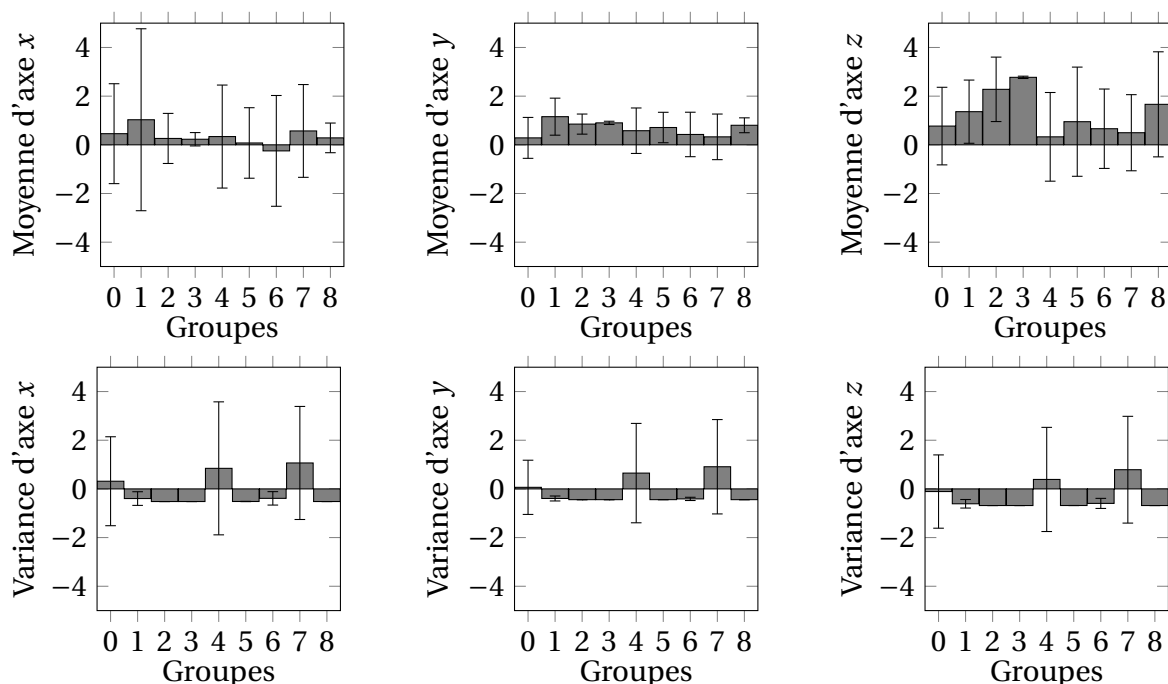 Moyenne d'axe x
4
2
0
−2
−4
0 1 2 3 4 5 6 7 8
Groupes
Moyenne d'axe y
4
2
0
−2
−4
0 1 2 3 4 5 6 7 8
Groupes
Moyenne d'axe z
4
2
0
−2
−4
0 1 2 3 4 5 6 7 8
Groupes
Variance d'axe x
4
2
0
−2
−4
0 1 2 3 4 5 6 7 8
Groupes
Variance d'axe y
4
2
0
−2
−4
0 1 2 3 4 5 6 7 8
Groupes
Variance d'axe z
4
2
0
−2
−4
0 1 2 3 4 5 6 7 8
Groupes